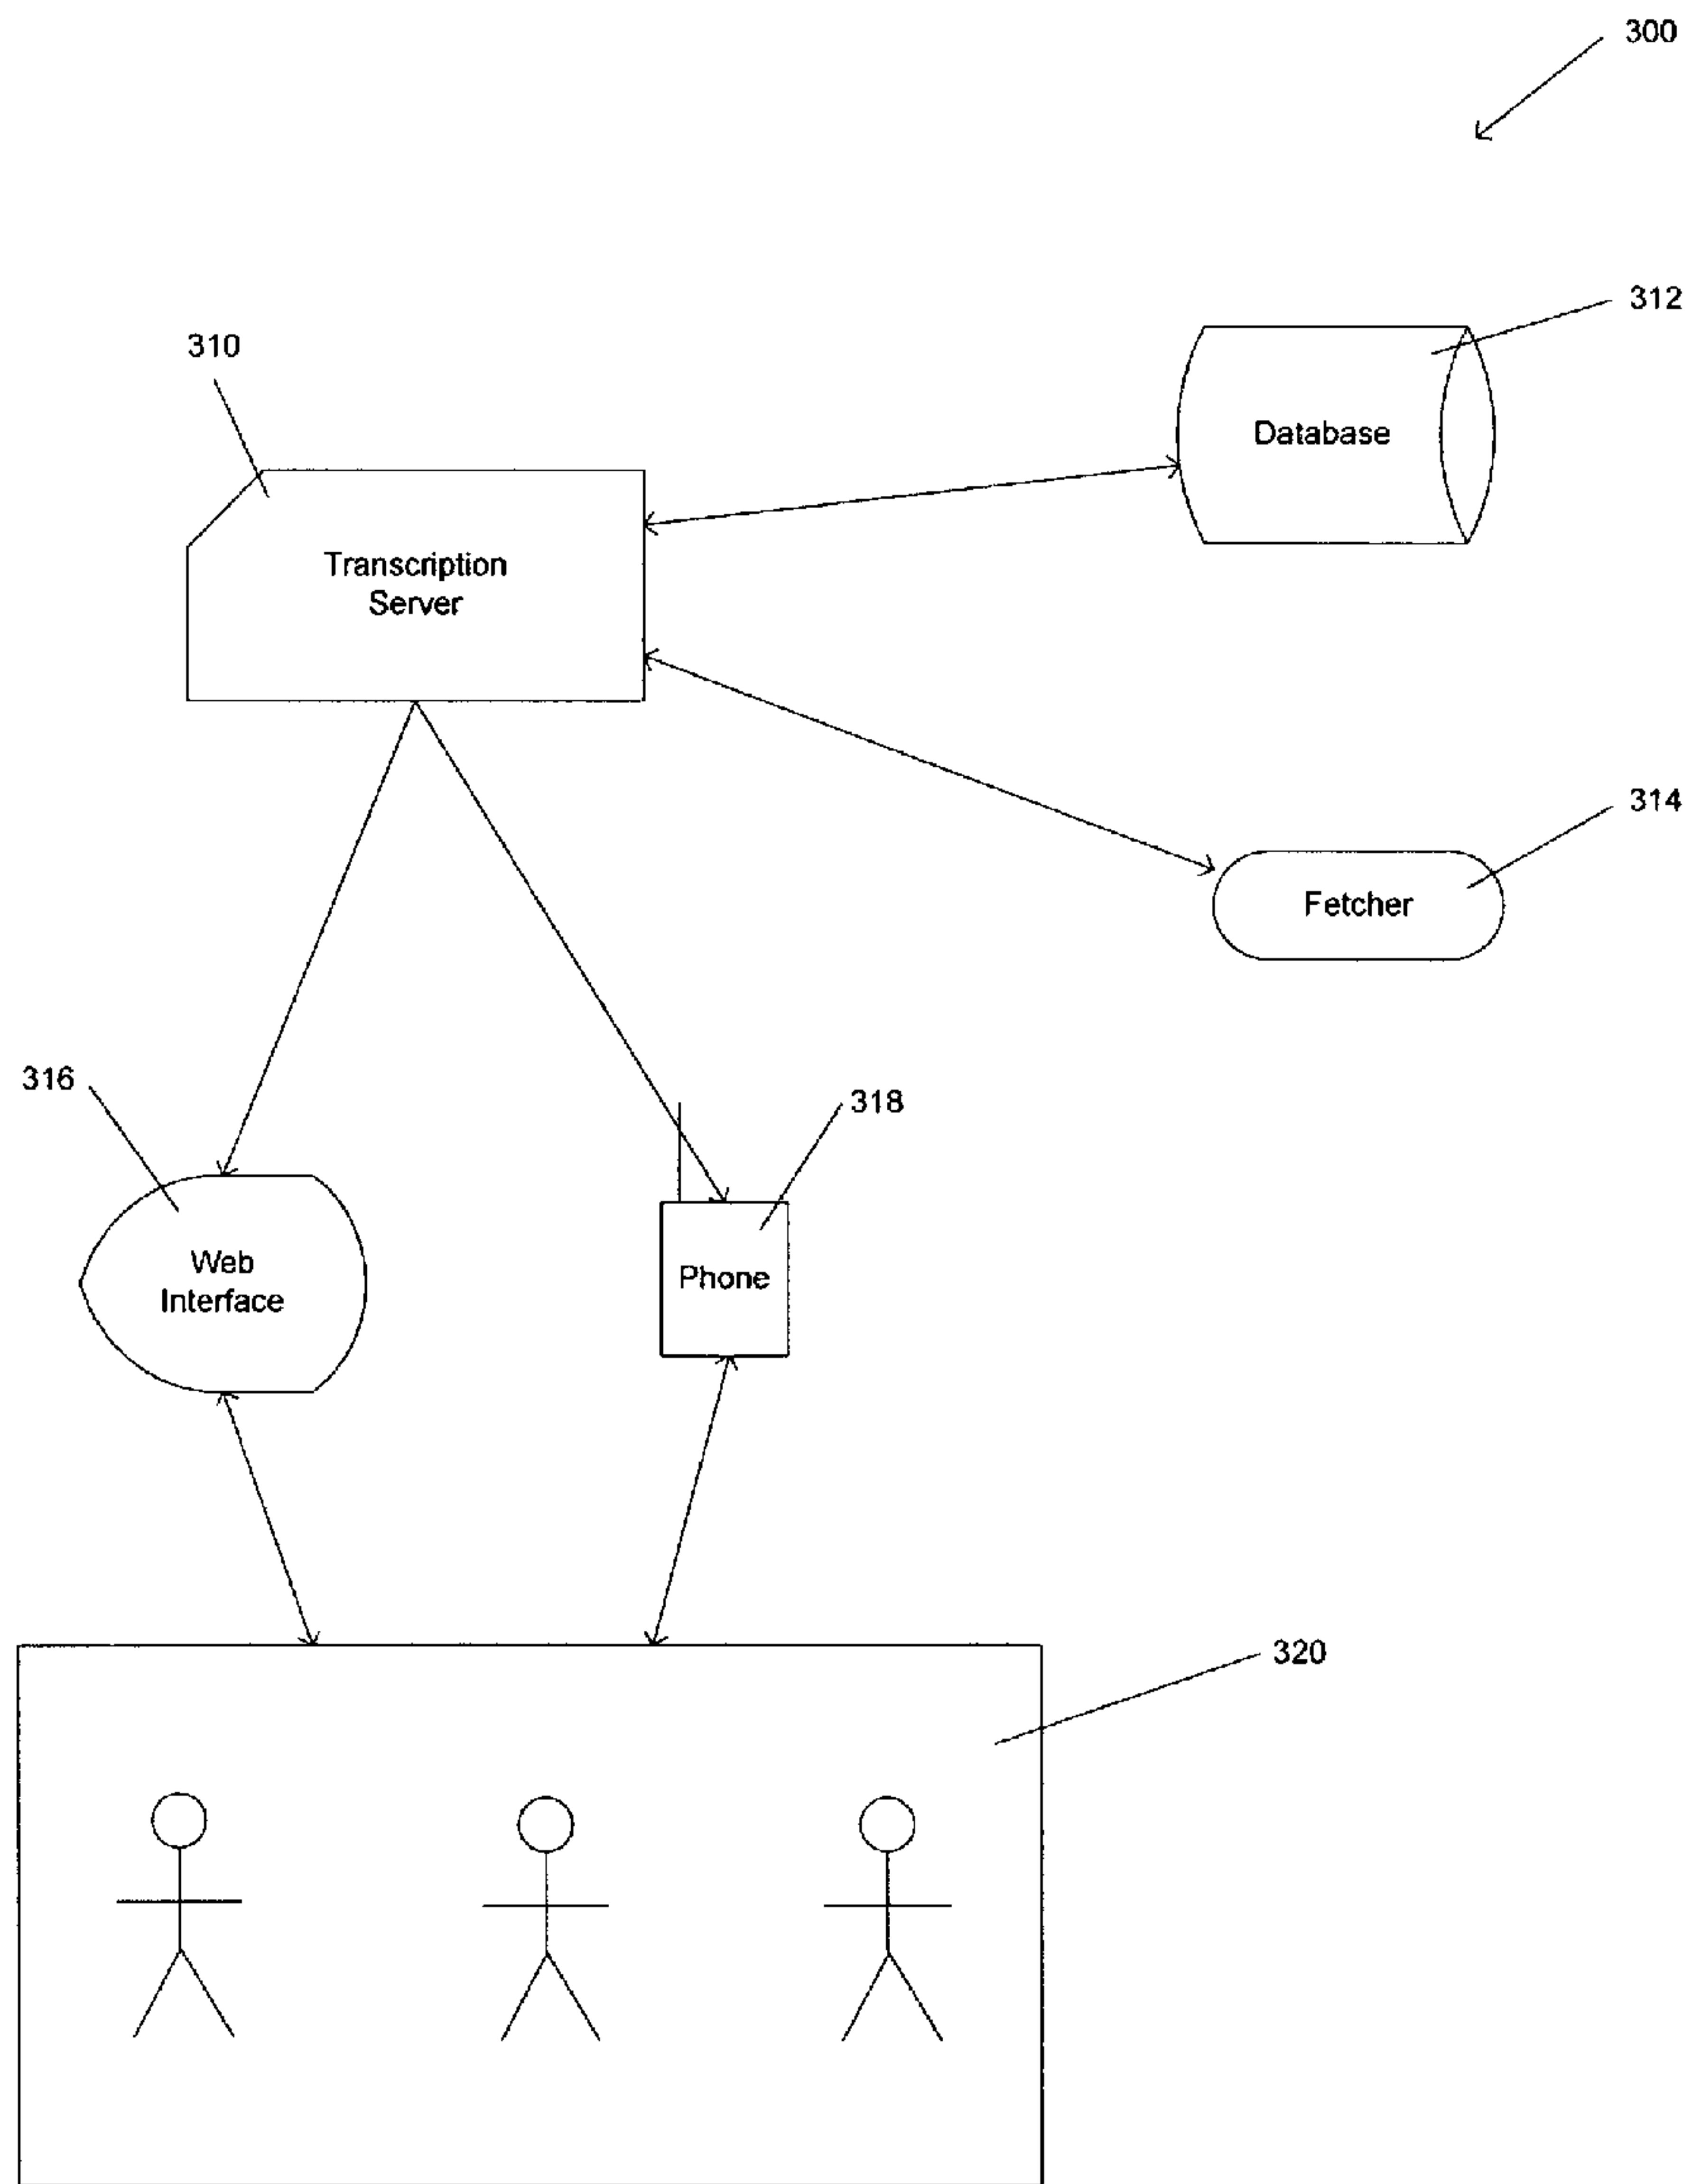 300
312
310
Database
Transcription
Server
314
Fetcher
316
318
Web
Interface
Phone
320